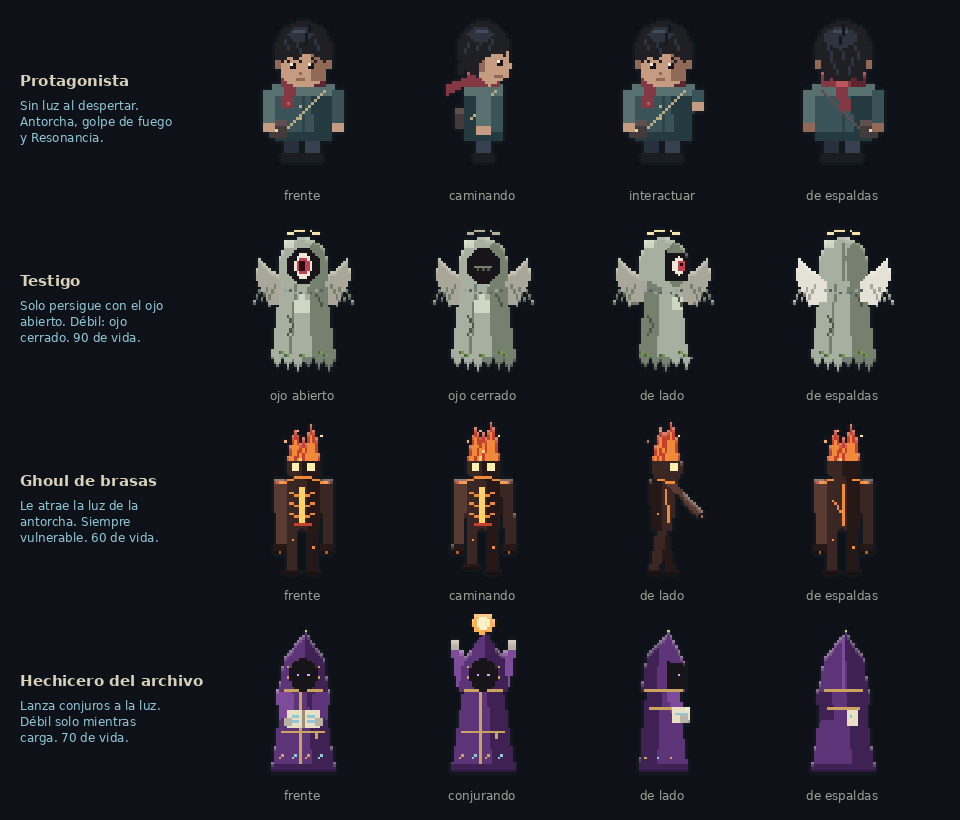 Protagonista
Sin luz al despertar.
Antorcha, golpe de fuego
y Resonancia.
frente
caminando
interactuar
de espaldas
Testigo
Solo persigue con el ojo
abierto. Débil: ojo
cerrado. 90 de vida.
ojo abierto
ojo cerrado
de lado
de espaldas
Ghoul de brasas
Le atrae la luz de la
antorcha. Siempre
vulnerable. 60 de vida.
frente
caminando
de lado
de espaldas
Hechicero del archivo
Lanza conjuros a la luz.
Débil solo mientras
carga. 70 de vida.
frente
conjurando
de lado
de espaldas